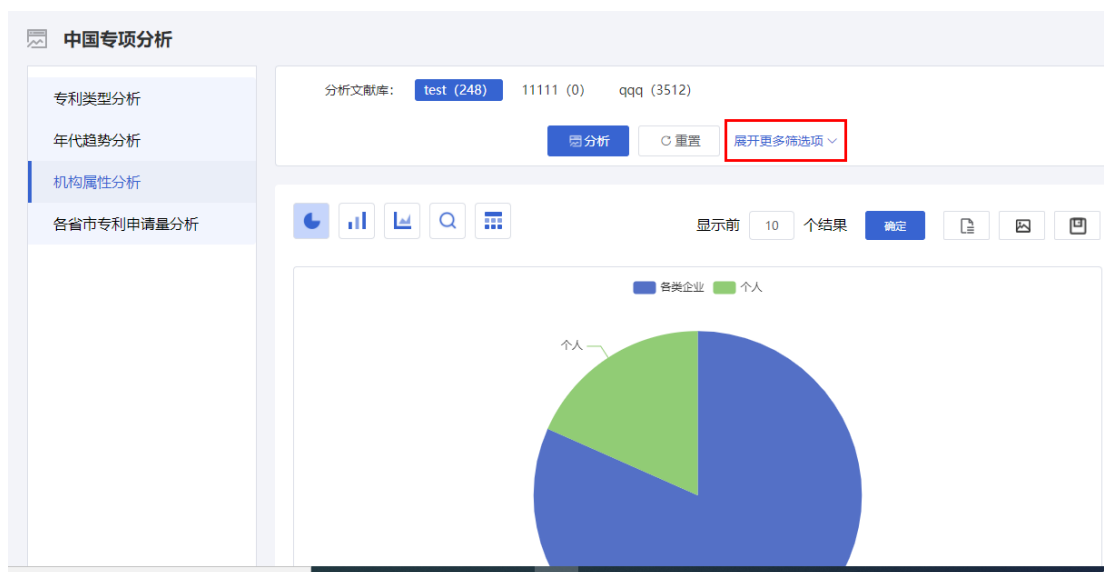 中国专项分析
专利类型分析
年代趋势分析
机构属性分析
各省市专利申请量分析
分析文献库： test (248) 11111 (0) qqq (3512)
分析 重置 展开更多筛选项
显示前 10 个结果 确定
各类企业 个人
个人